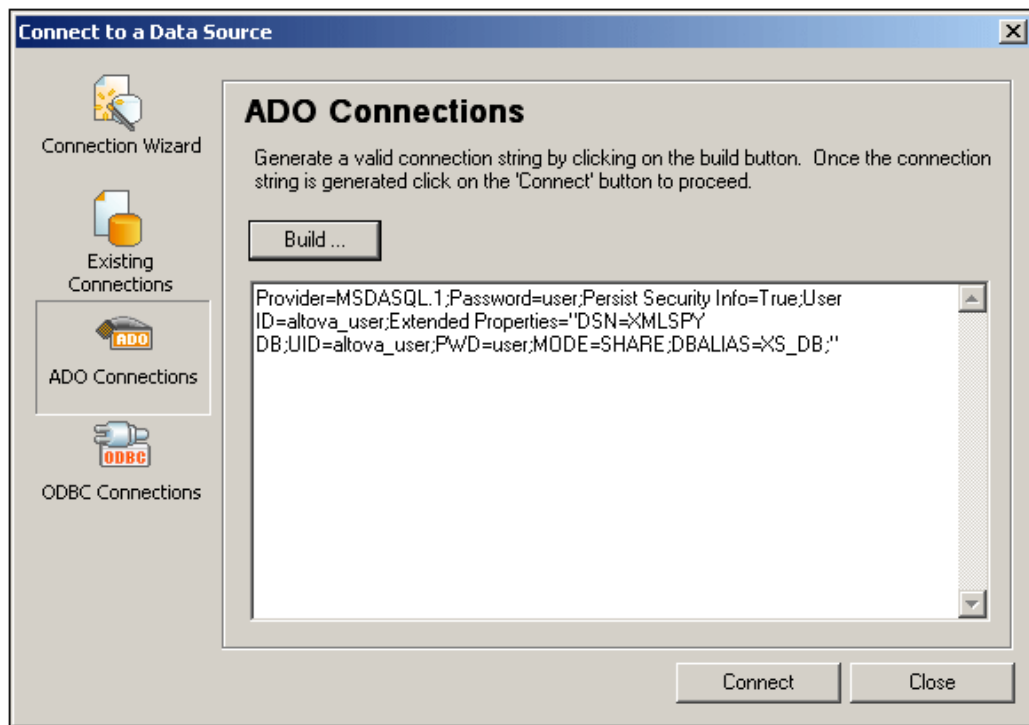 Connect to a Data Source
Connection Wizard
Existing
Connections
ADO
ADO Connections
ODBC
ODBC Connections
ADO Connections
Generate a valid connection string by clicking on the build button.  Once the connection
string is generated click on the 'Connect' button to proceed.
Build ...
Provider=MSDASQL.1;Password=user;Persist Security Info=True;User
ID=altova_user;Extended Properties="DSN=XMLSPY
DB;UID=altova_user;PWD=user;MODE=SHARE;DBALIAS=XS_DB;"
Connect
Close